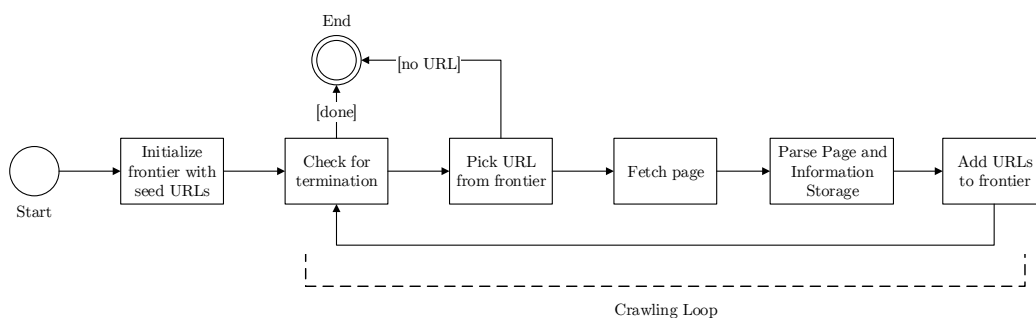 End
[no URL]
[done]
Initialize
frontier with
seed URLs
Check for
termination
Pick URL
from frontier
Fetch page
Parse Page and
Information
Storage
Add URLs
to frontier
Start
Crawling Loop